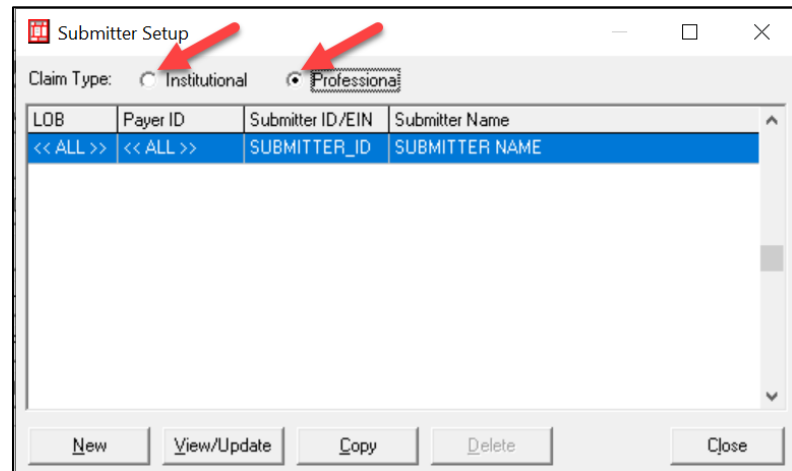 Submitter Setup
Claim Type: Institutional Professional
LOB Payer ID Submitter ID/EIN Submitter Name
<< ALL >> << ALL >> SUBMITTER_ID SUBMITTER NAME
New View/Update Copy Delete Close